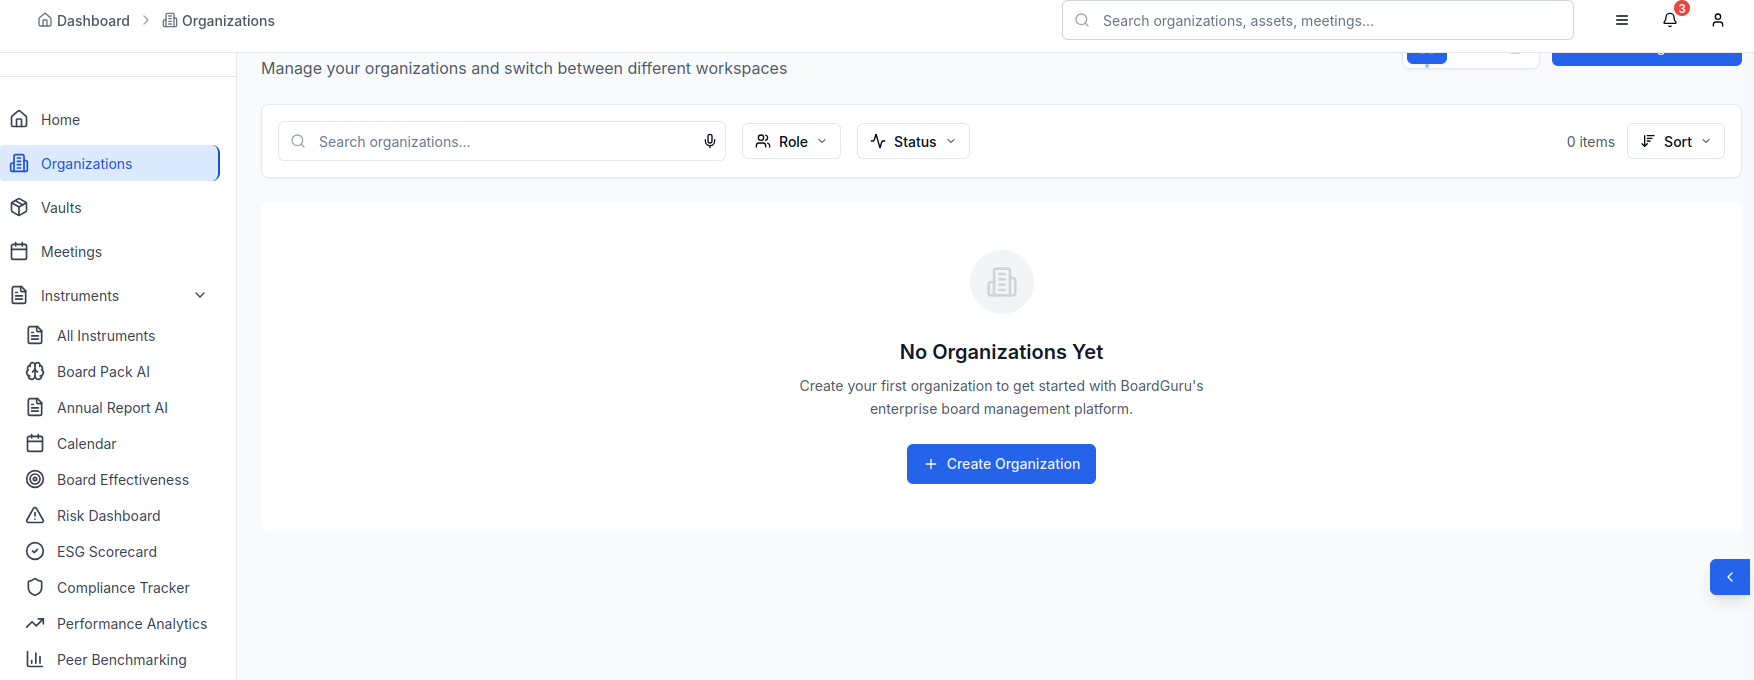 Dashboard
Organizations
Search organizations, assets, meetings...
3
Manage your organizations and switch between different workspaces
Home
Organizations
Vaults
Meetings
Instruments
All Instruments
Board Pack AI
Annual Report AI
Calendar
Board Effectiveness
Risk Dashboard
ESG Scorecard
Compliance Tracker
Performance Analytics
Peer Benchmarking
Search organizations...
Role
Status
0 items
Sort
No Organizations Yet
Create your first organization to get started with BoardGuru's
enterprise board management platform.
Create Organization